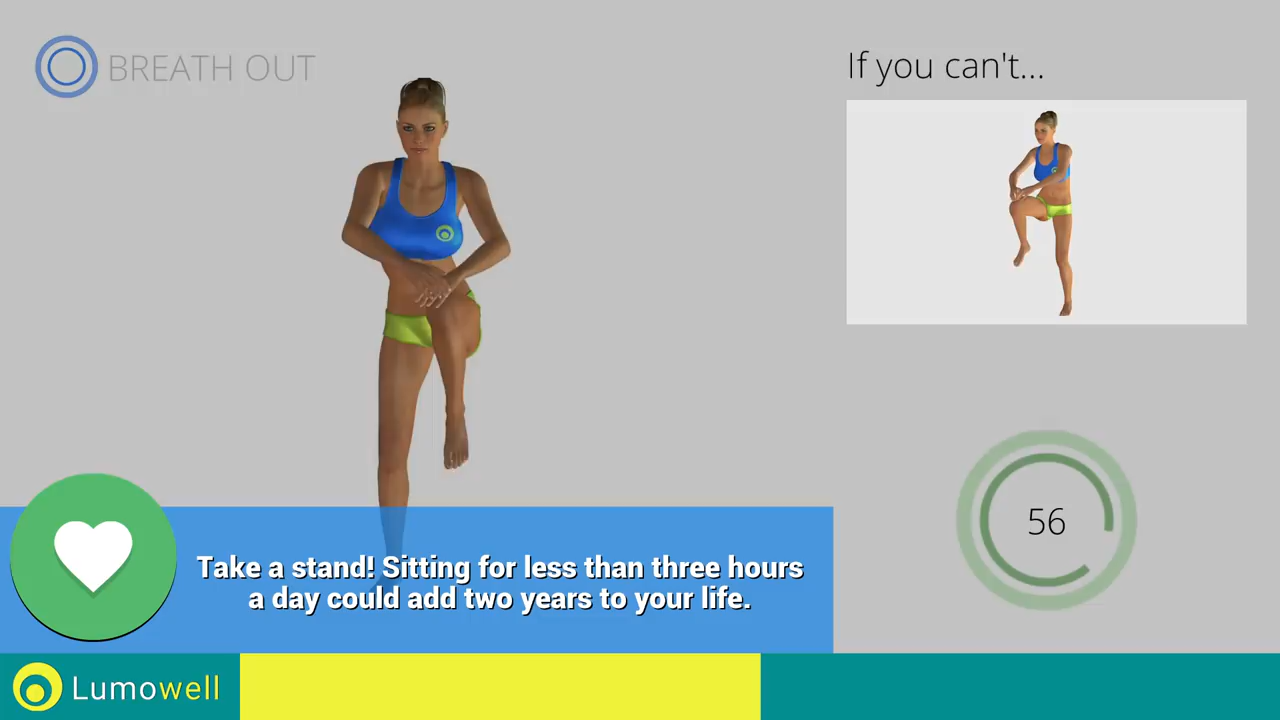 BREATH OUT
If you can't...
56
Take a stand! Sitting for less than three hours
a day could add two years to your life.
Lumowell